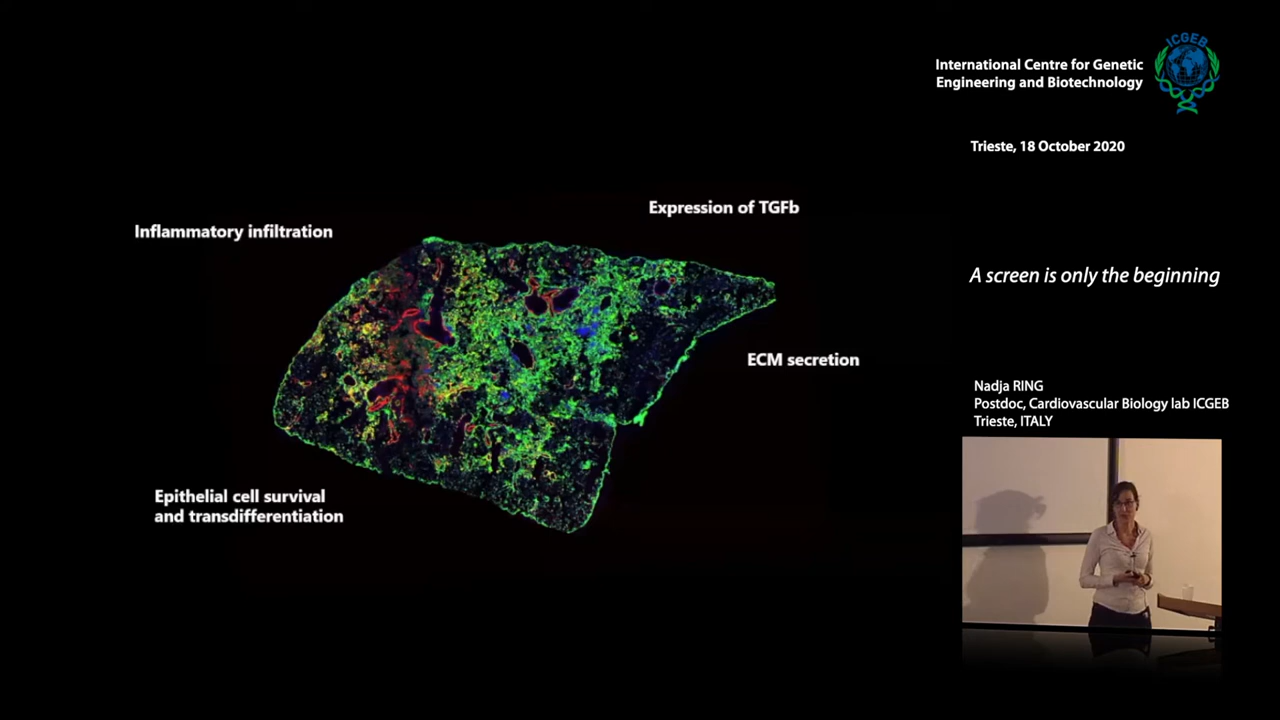 ICGEB
International Centre for Genetic
Engineering and Biotechnology
Trieste, 18 October 2020
Expression of TGFb
Inflammatory infiltration
A screen is only the beginning
ECM secretion
Nadja RING
Postdoc, Cardiovascular Biology lab ICGEB
Trieste, ITALY
Epithelial cell survival
and transdifferentiation